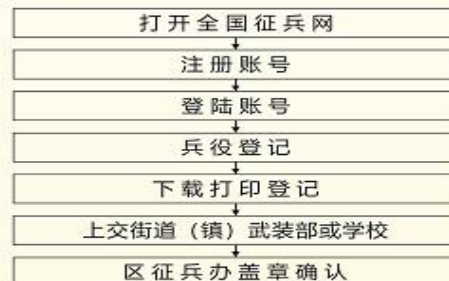 打开全国征兵网
注册账号
登陆账号
兵役登记
下载打印登记
上交街道（镇）武装部或学校
区征兵办盖章确认